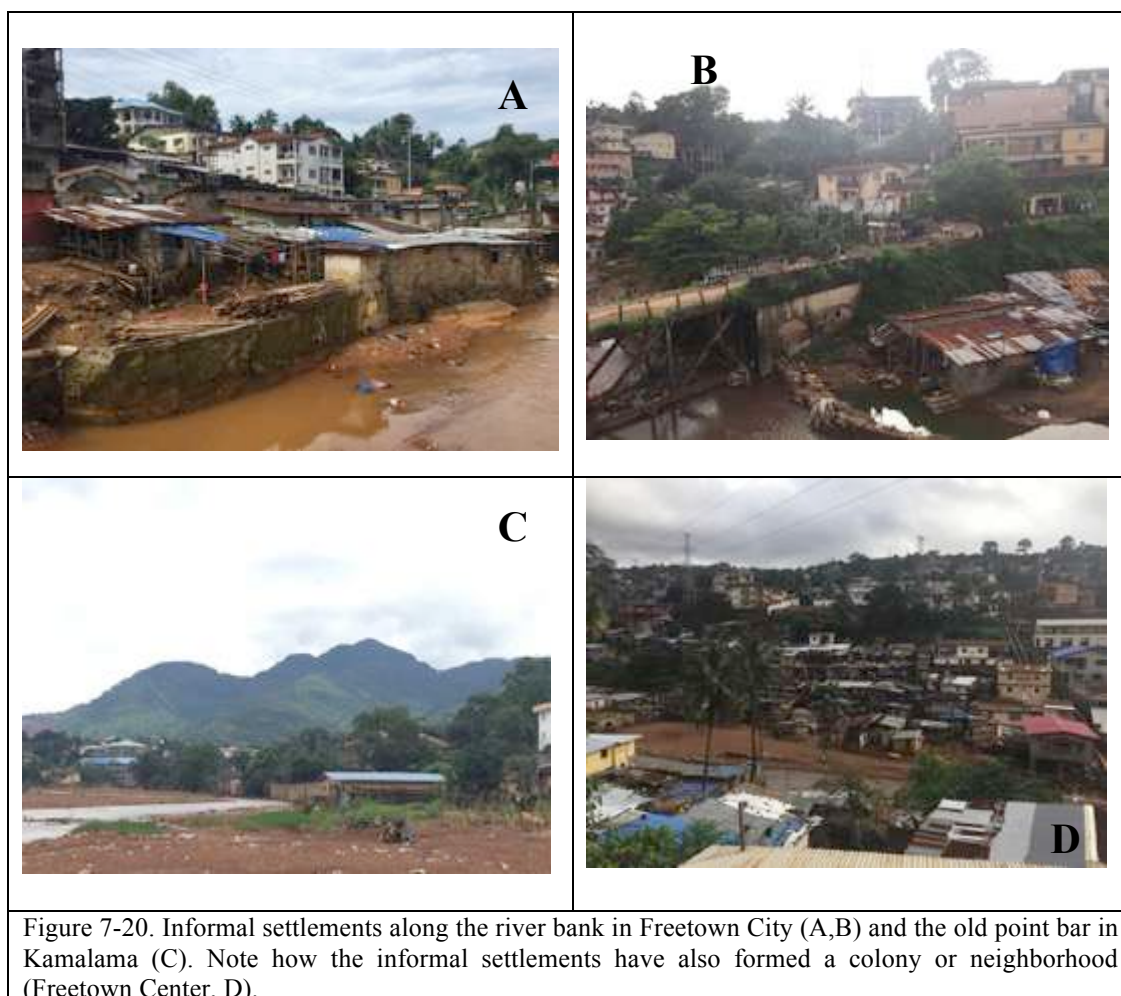 A
B
C
D
Figure 7-20. Informal settlements along the river bank in Freetown City (A,B) and the old point bar in
Kamalama (C). Note how the informal settlements have also formed a colony or neighborhood
(Freetown Center, D).